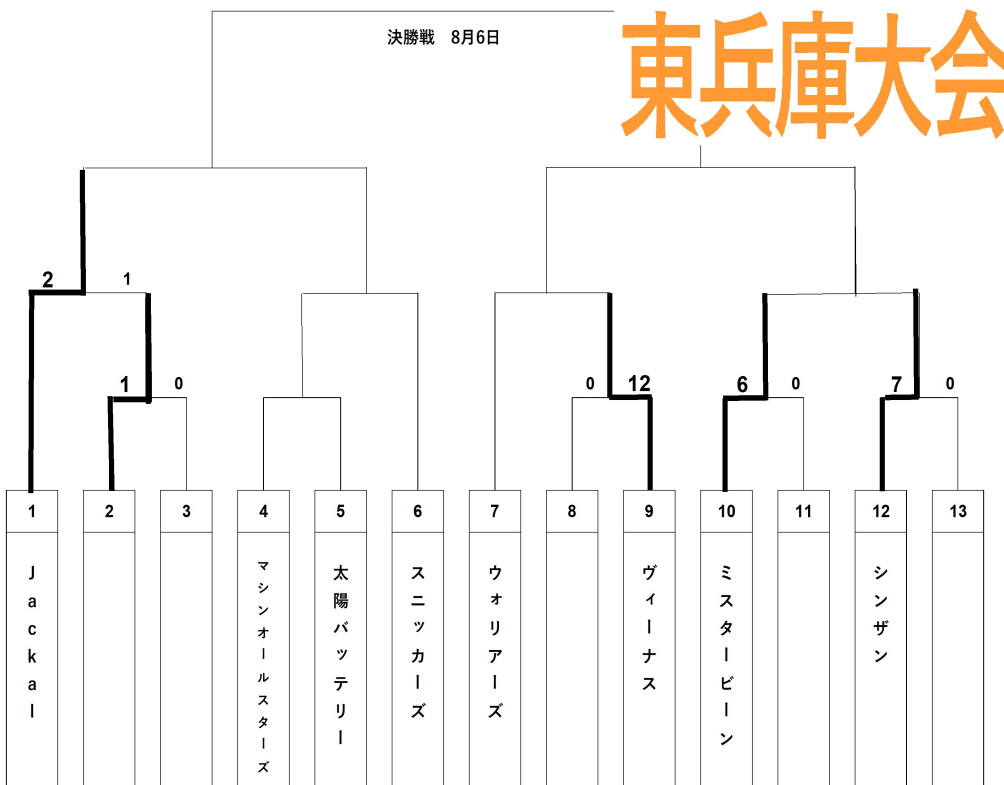 東兵庫大会
決勝戦 8月6日
2 1
1 0 0 12 6 0 7 0
1 2 3 4 5 6 7 8 9 10 11 12 13
Jackal
マシンオールスターズ
太陽バッテリー
スニッカーズ
ウォリアーズ
ヴィーナス
ミスタービーン
シンザン